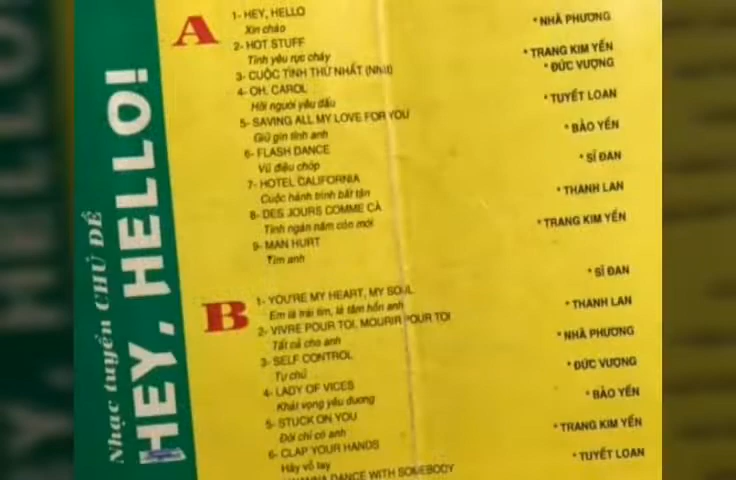 Nhạc tuyển CHỦ ĐỀ
HEY, HELLO!
A
1- HEY, HELLO * NHÃ PHƯƠNG
Xin chào
2- HOT STUFF * TRANG KIM YẾN
Tình yêu rực cháy
3- CUỘC TÌNH THỨ NHẤT (NNN) * ĐỨC VƯỢNG
4- OH, CAROL * TUYẾT LOAN
Hỡi người yêu dấu
5- SAVING ALL MY LOVE FOR YOU * BẢO YẾN
Giữ gìn tình anh
6- FLASH DANCE * SĨ ĐAN
Vũ điệu chớp
7- HOTEL CALIFORNIA * THANH LAN
Cuộc hành trình bất tận
8- DES JOURS COMME CÀ * TRANG KIM YẾN
Tình ngàn năm còn mới
9- MAN HURT * SĨ ĐAN
Tìm anh
B
1- YOU'RE MY HEART, MY SOUL * THANH LAN
Em là trái tim, là tâm hồn anh
2- VIVRE POUR TOI, MOURIR POUR TOI * NHÃ PHƯƠNG
Tất cả cho anh
3- SELF CONTROL * ĐỨC VƯỢNG
Tự chủ
4- LADY OF VICES * BẢO YẾN
Khát vọng yêu đương
5- STUCK ON YOU * TRANG KIM YẾN
Đời chỉ có anh
6- CLAP YOUR HANDS * TUYẾT LOAN
Hãy vỗ tay
WANNA DANCE WITH SOMEBODY